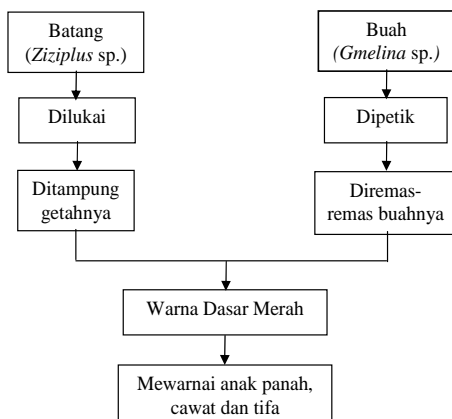 Batang
(Ziziplus sp.)
Buah
(Gmelina sp.)
Dilukai
Dipetik
Ditampung
getahnya
Diremas-
remas buahnya
Warna Dasar Merah
Mewarnai anak panah,
cawat dan tifa